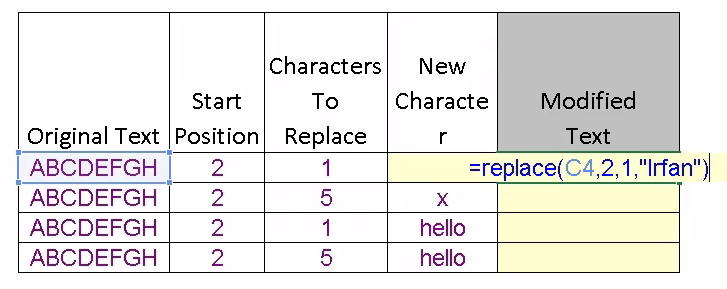 Original Text
Start
Position
Characters
To
Replace
New
Characte
r
Modified
Text
ABCDEFGH 2 1 =replace(C4,2,1,"Irfan")
ABCDEFGH 2 5 x
ABCDEFGH 2 1 hello
ABCDEFGH 2 5 hello